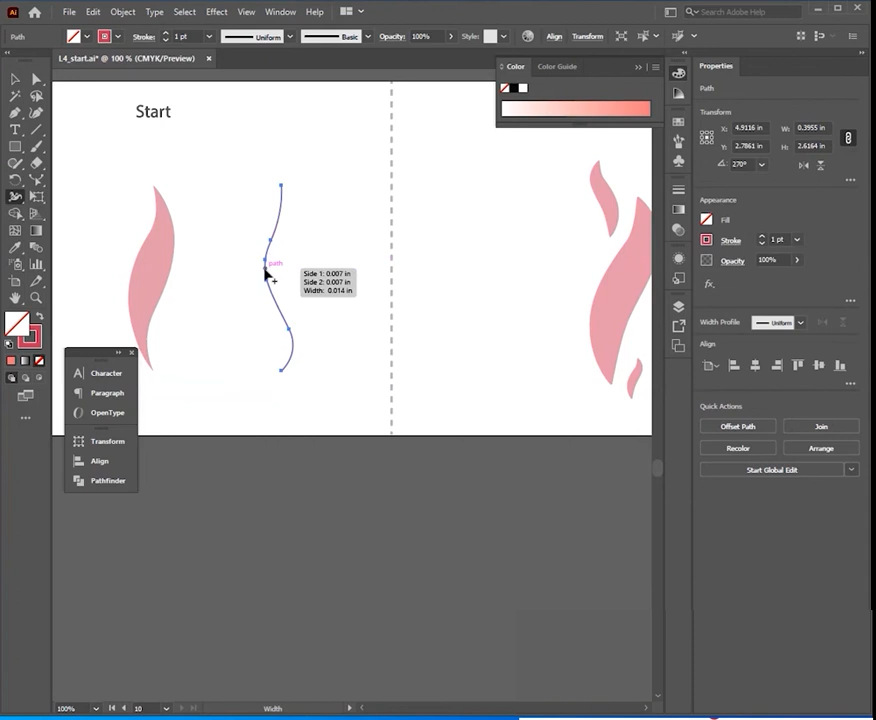 Ai File Edit Object Type Select Effect View Window Help Search Adobe Help
Path Stroke: 1 pt Uniform Basic Opacity: 100% Style: Align Transform
L4_start.ai* @ 100 % (CMYK/Preview) ×
Color Color Guide
Properties
Path
Start
Transform
X: 4.9116 in W: 0.3955 in
Y: 2.7861 in H: 2.6164 in
270°
Appearance
Fill
Stroke 1 pt
Opacity 100%
fx.
path
Side 1: 0.007 in
Side 2: 0.007 in
Width: 0.014 in
Width Profile Uniform
Align
Quick Actions
Offset Path Join
Recolor Arrange
Start Global Edit
Character
Paragraph
OpenType
Transform
Align
Pathfinder
100% 10 Width